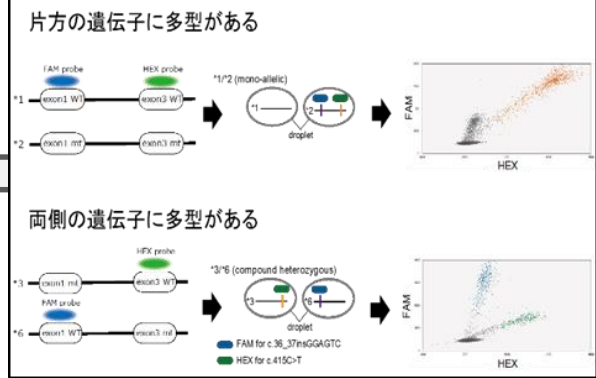 片方の遺伝子に多型がある
FAM probe
HEX probe
*1
exon1 WT
exon3 WT
*2
exon1 mt
exon3 mt
*1/*2 (mono-allelic)
*1
*2
droplet
FAM
HEX
両側の遺伝子に多型がある
HEX probe
*3
exon1 mt
exon3 WT
FAM probe
*6
exon1 WT
exon3 mt
*3/*6 (compound heterozygous)
*3
*6
droplet
FAM for c.36_37insGGAGTC
HEX for c.415C>T
FAM
HEX